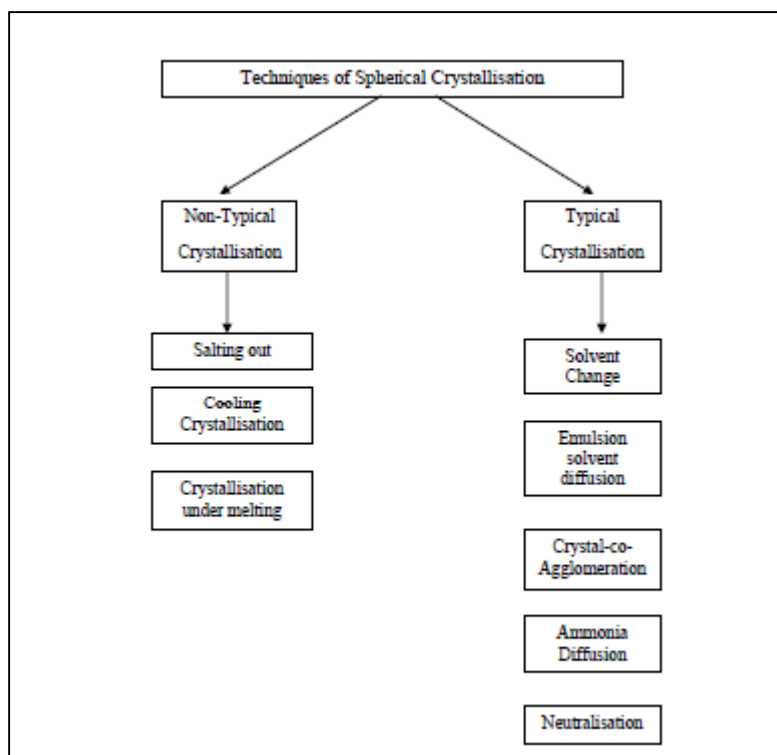 Techniques of Spherical Crystallisation
Non-Typical
Crystallisation
Salting out
Cooling
Crystallisation
Crystallisation
under melting
Typical
Crystallisation
Solvent
Change
Emulsion
solvent
diffusion
Crystal-co-
Agglomeration
Ammonia
Diffusion
Neutralisation